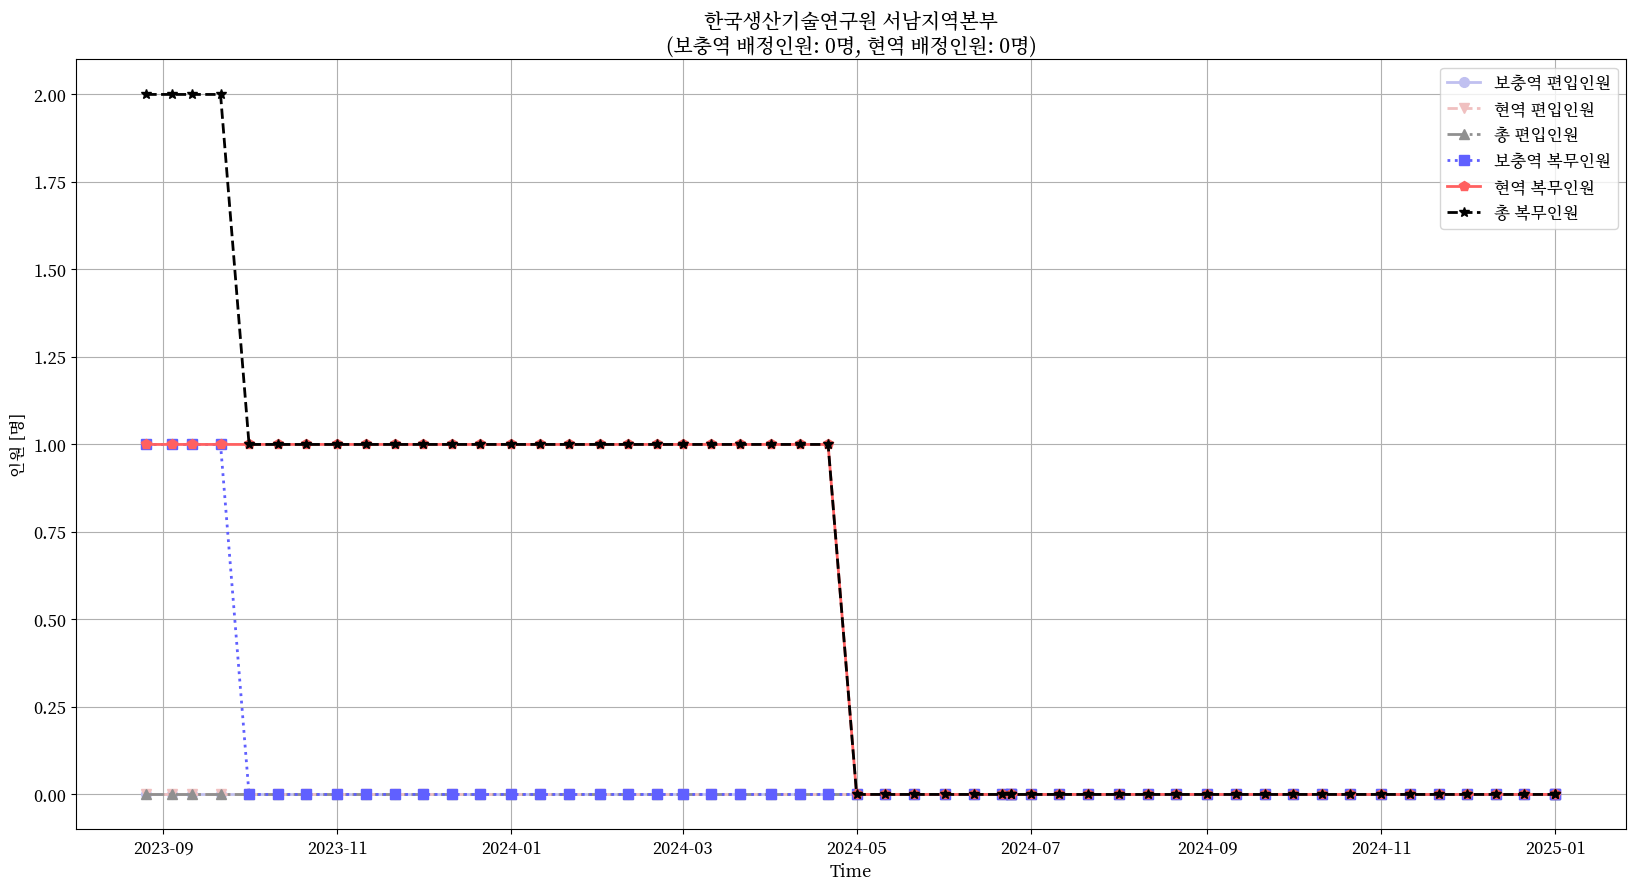 한국생산기술연구원 서남지역본부
(보충역 배정인원: 0명, 현역 배정인원: 0명)
보충역 편입인원
현역 편입인원
총 편입인원
보충역 복무인원
현역 복무인원
총 복무인원
인원 [명]
2.00
1.75
1.50
1.25
1.00
0.75
0.50
0.25
0.00
2023-09
2023-11
2024-01
2024-03
2024-05
2024-07
2024-09
2024-11
2025-01
Time